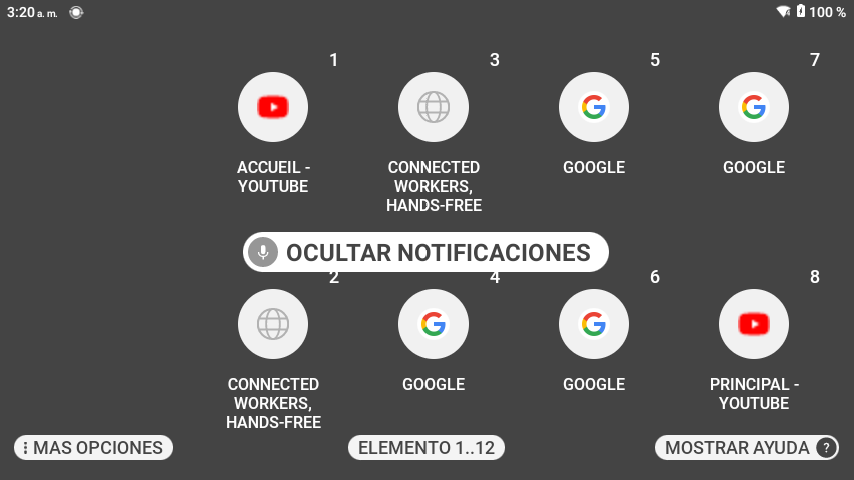 3:20 a. m.
100 %
1
3
5
7
ACCUEIL -
YOUTUBE
CONNECTED
WORKERS,
HANDS-FREE
GOOGLE
GOOGLE
OCULTAR NOTIFICACIONES
2
4
6
8
CONNECTED
WORKERS,
HANDS-FREE
GOOGLE
GOOGLE
PRINCIPAL -
YOUTUBE
MAS OPCIONES
ELEMENTO 1..12
MOSTRAR AYUDA ?